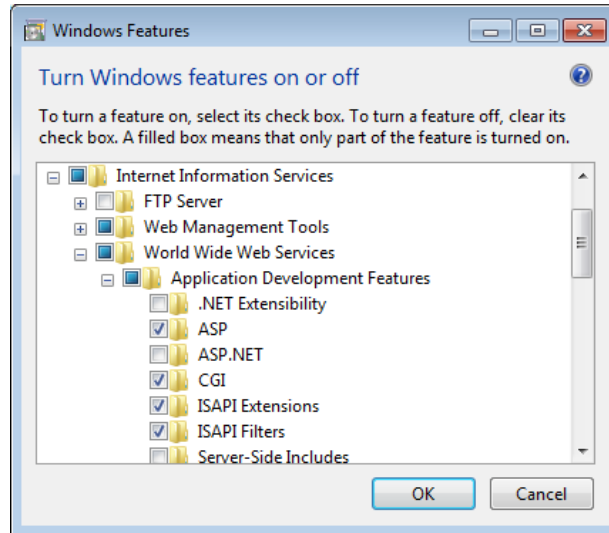 Windows Features
Turn Windows features on or off
To turn a feature on, select its check box. To turn a feature off, clear its
check box. A filled box means that only part of the feature is turned on.
Internet Information Services
FTP Server
Web Management Tools
World Wide Web Services
Application Development Features
.NET Extensibility
ASP
ASP.NET
CGI
ISAPI Extensions
ISAPI Filters
Server-Side Includes
OK Cancel